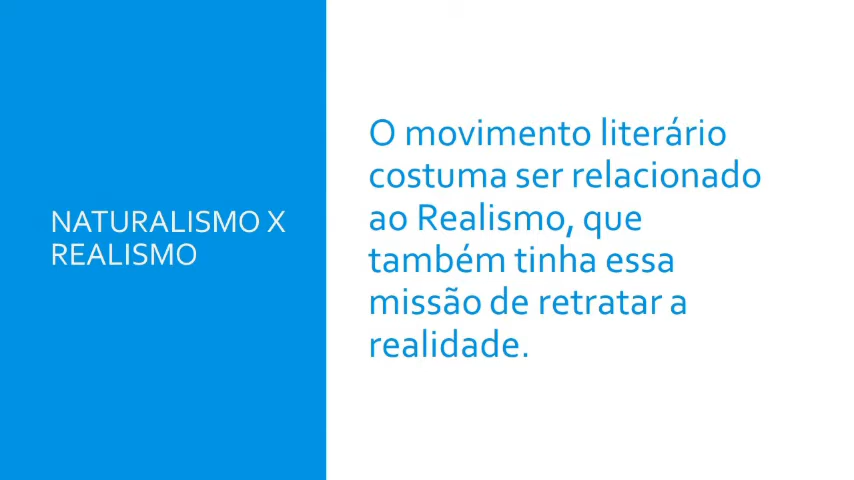 NATURALISMO X
REALISMO
O movimento literário
costuma ser relacionado
ao Realismo, que
também tinha essa
missão de retratar a
realidade.